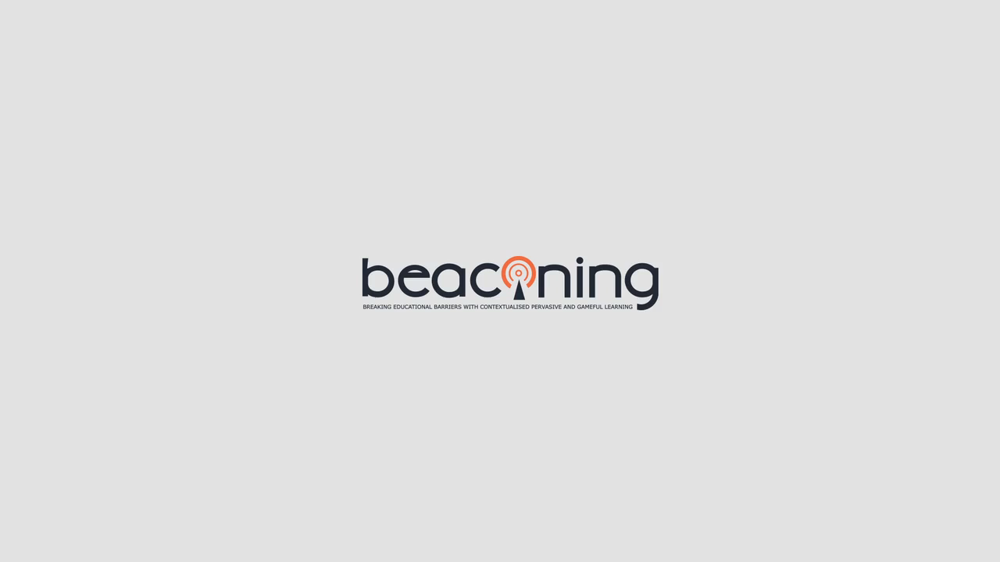 beaconing
BREAKING EDUCATIONAL BARRIERS WITH CONTEXTUALISED PERVASIVE AND GAMEFUL LEARNING